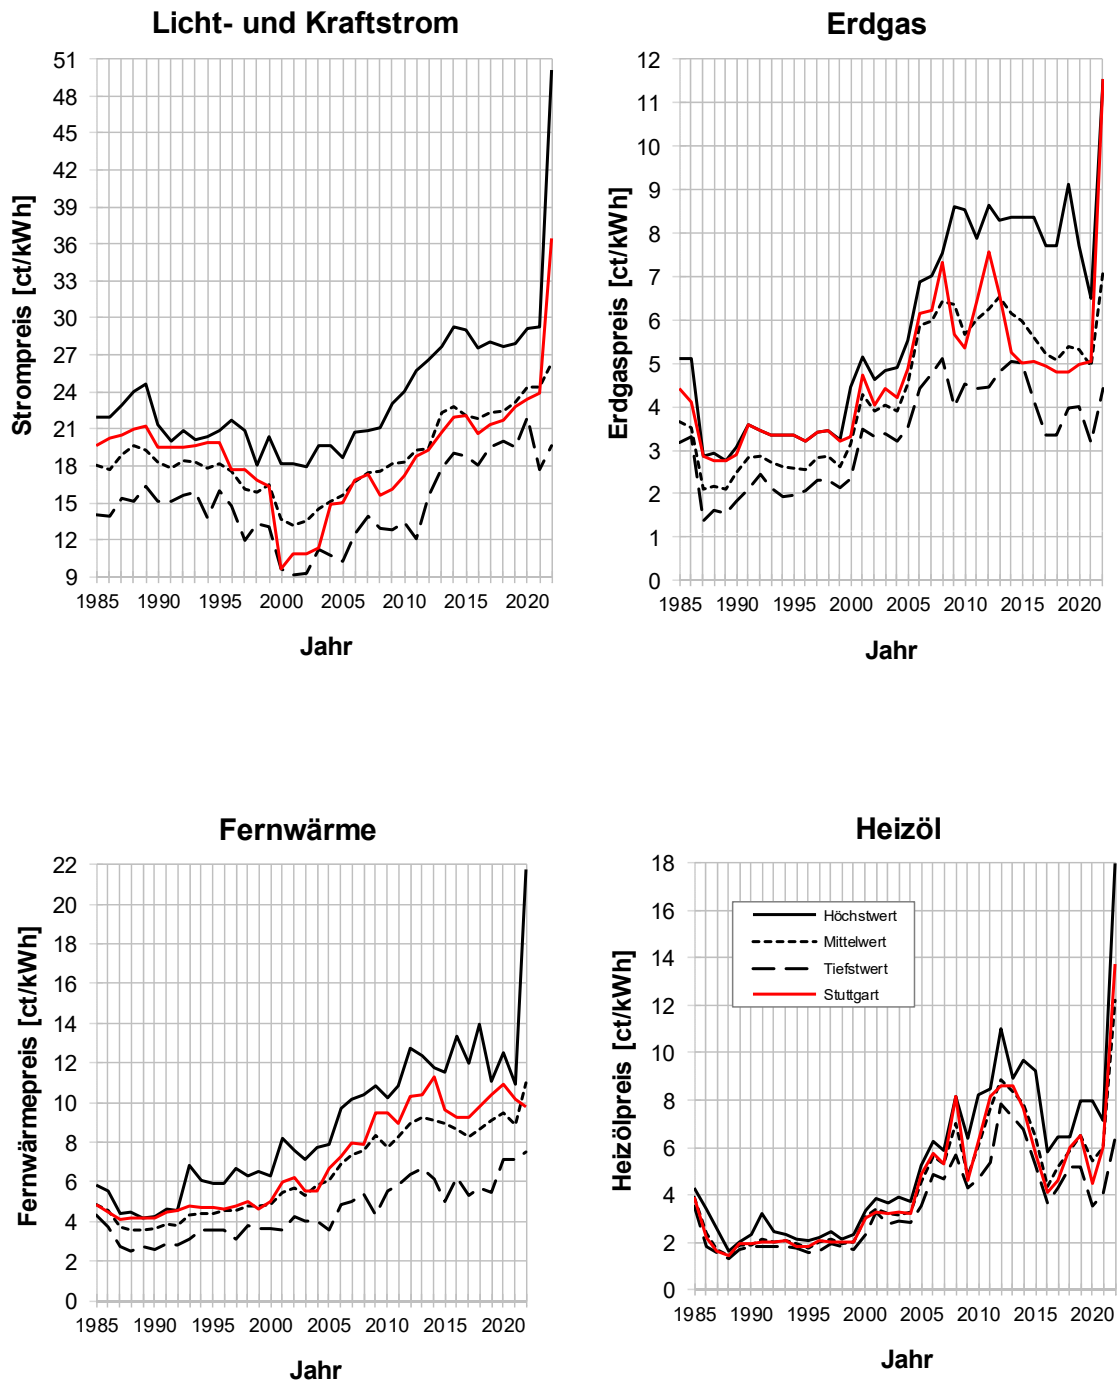 Licht- und Kraftstrom
Strompreis [ct/kWh]
51
48
45
42
39
36
33
30
27
24
21
18
15
12
9
1985 1990 1995 2000 2005 2010 2015 2020
Jahr
Erdgas
Erdgaspreis [ct/kWh]
12
11
10
9
8
7
6
5
4
3
2
1
0
1985 1990 1995 2000 2005 2010 2015 2020
Jahr
Fernwärme
Fernwärmepreis [ct/kWh]
22
20
18
16
14
12
10
8
6
4
2
0
1985 1990 1995 2000 2005 2010 2015 2020
Jahr
Heizöl
Heizölpreis [ct/kWh]
18
16
14
12
10
8
6
4
2
0
Höchstwert
Mittelwert
Tiefstwert
Stuttgart
1985 1990 1995 2000 2005 2010 2015 2020
Jahr